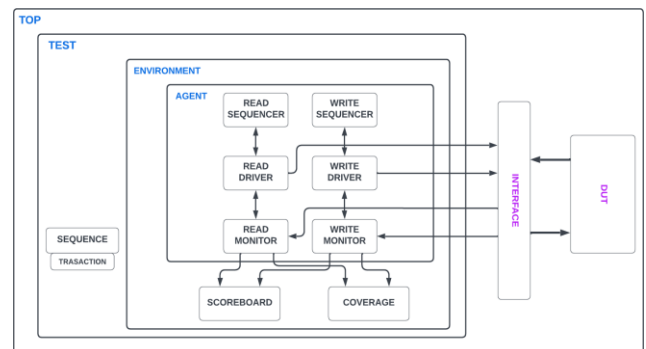 TOP
TEST
ENVIRONMENT
AGENT
READ
SEQUENCER
WRITE
SEQUENCER
READ
DRIVER
WRITE
DRIVER
READ
MONITOR
WRITE
MONITOR
SEQUENCE
TRASACTION
SCOREBOARD
COVERAGE
INTERFACE
DUT